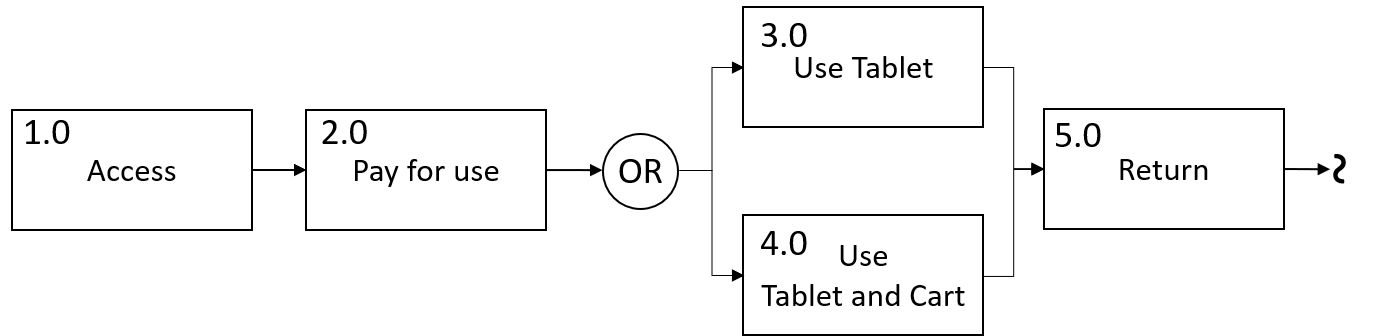 1.0
Access
2.0
Pay for use
OR
3.0
Use Tablet
4.0
Use
Tablet and Cart
5.0
Return